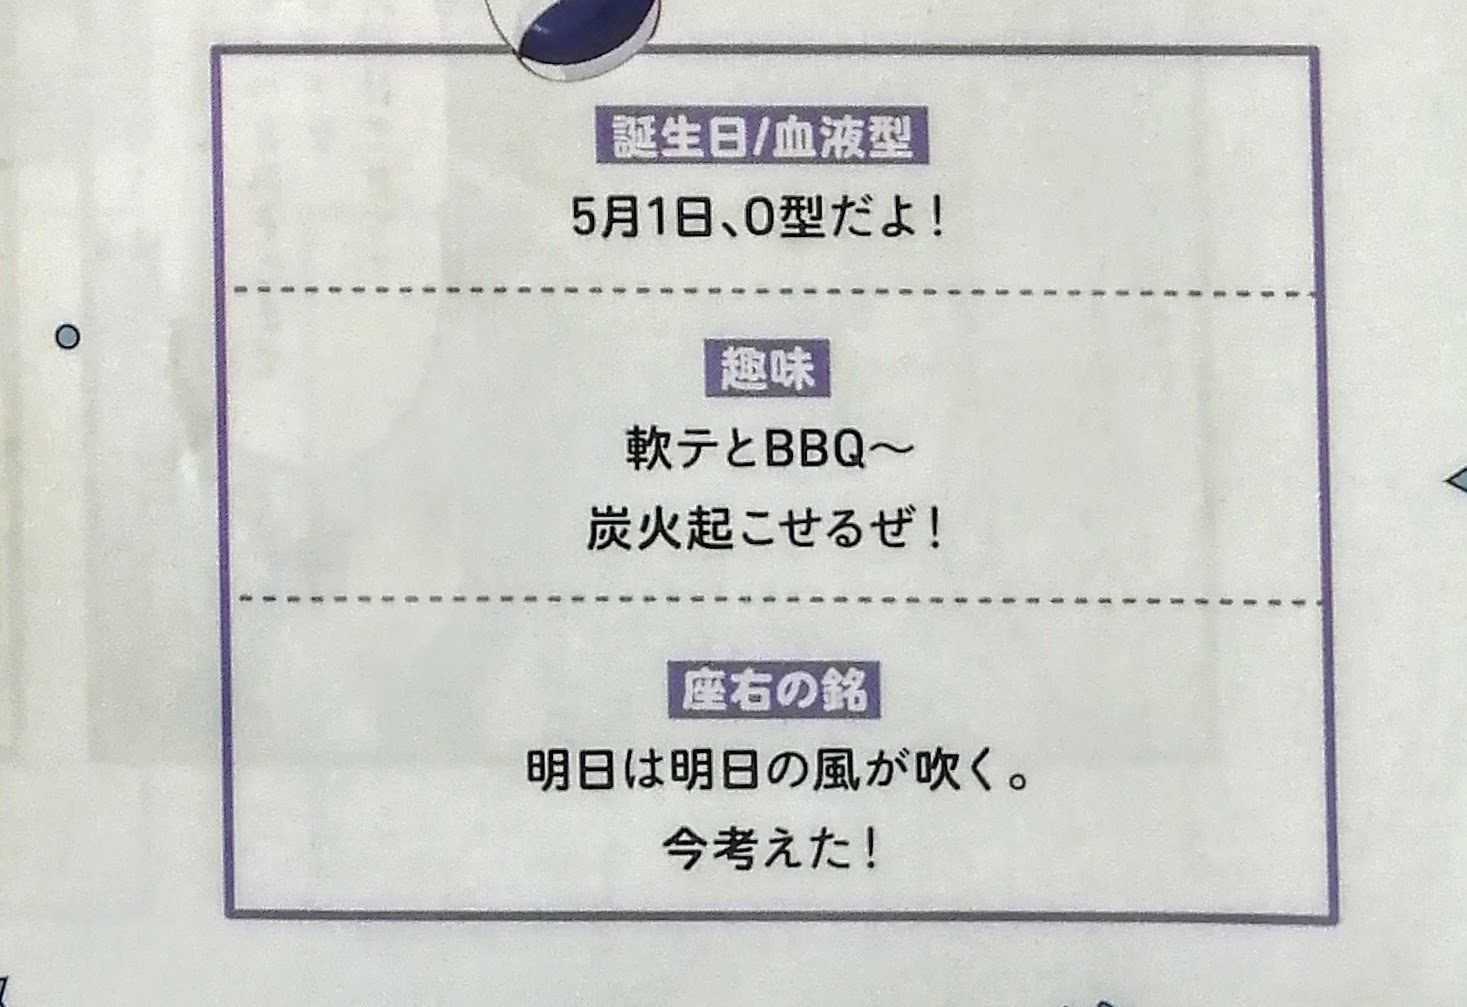 誕生日/血液型
5月1日、O型だよ！
趣味
軟テとBBQ〜
炭火起こせるぜ！
座右の銘
明日は明日の風が吹く。
今考えた！